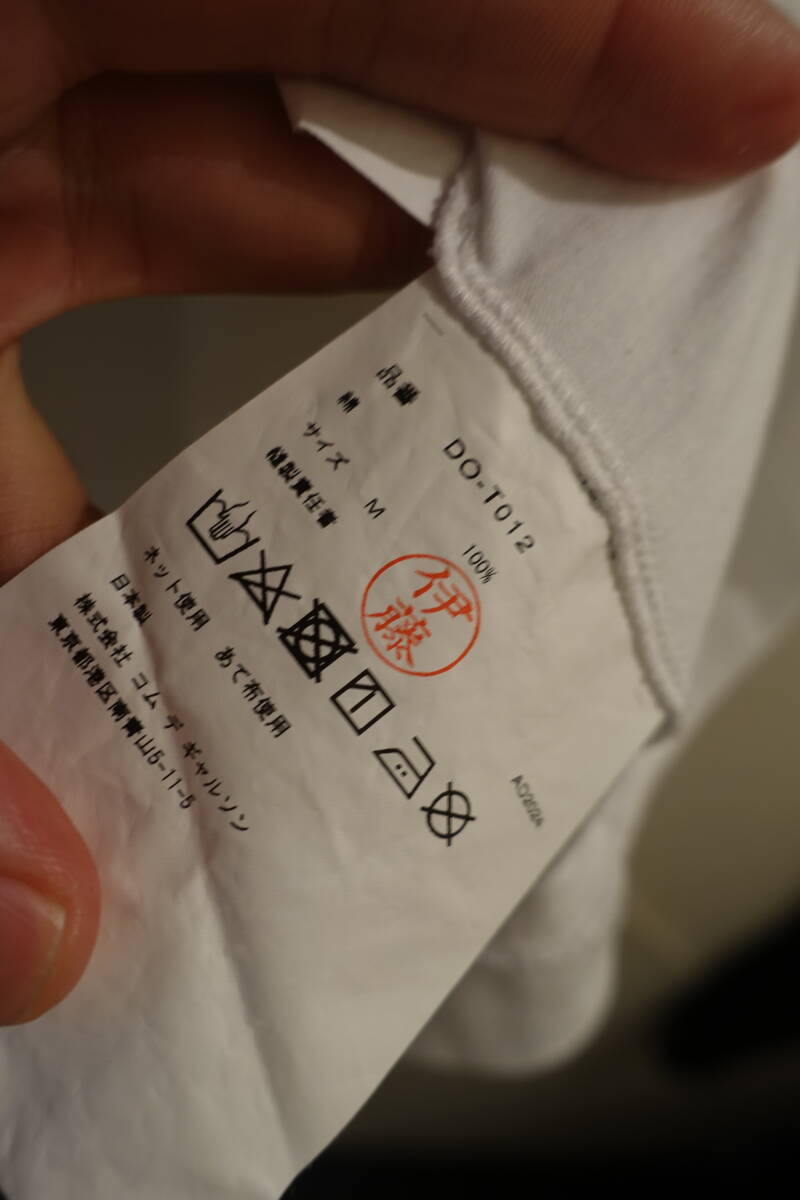 品番 DO-T012
綿 100%
サイズ M
縫製責任者 伊藤
ネット使用 あて布使用
日本製
株式会社 コム デ ギャルソン
東京都港区南青山5-11-5
AD2024